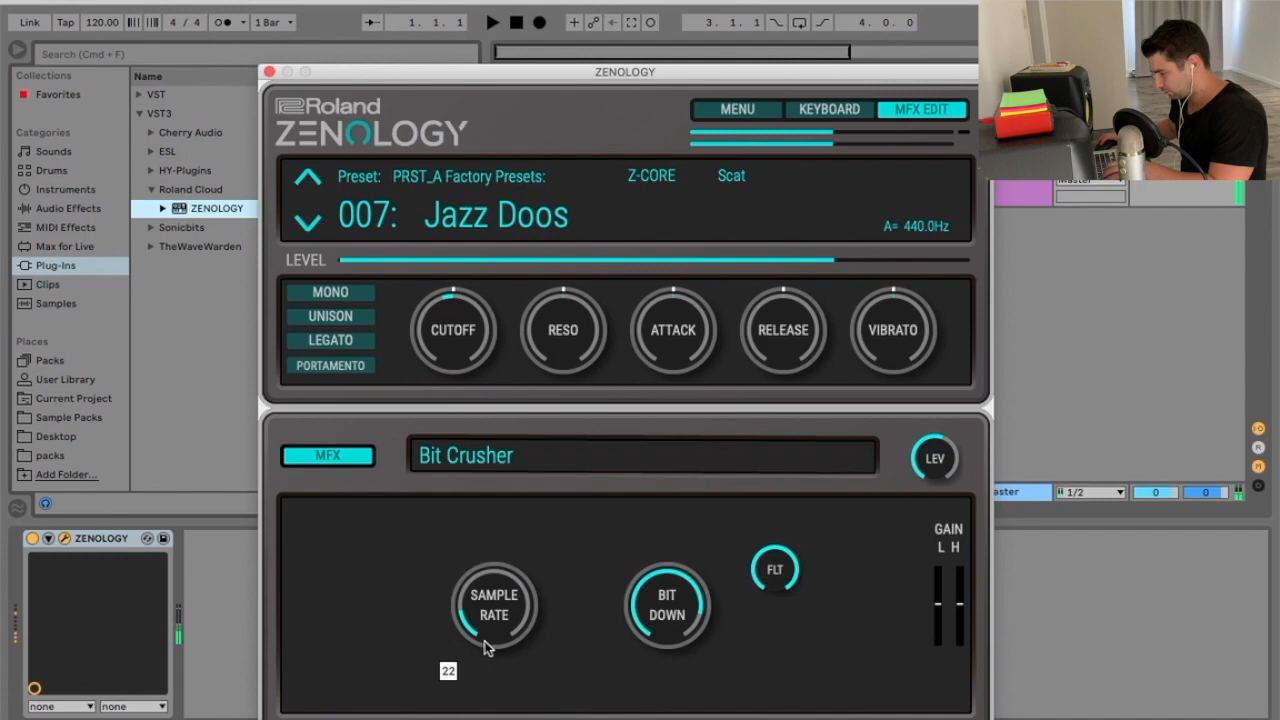 Link Tap 120.00 4 / 4 1 Bar 1. 1. 1 3. 1. 1 4. 0. 0
Search (Cmd + F)
ZENOLOGY
Collections
Favorites
Categories
Sounds
Drums
Instruments
Audio Effects
MIDI Effects
Max for Live
Plug-Ins
Clips
Samples
Places
Packs
User Library
Current Project
Sample Packs
Desktop
packs
Add Folder...
Name
VST
VST3
Cherry Audio
ESL
HY-Plugins
Roland Cloud
ZENOLOGY
Sonicbits
TheWaveWarden
Roland
ZENOLOGY
MENU KEYBOARD MFX EDIT
Preset: PRST_A Factory Presets: Z-CORE Scat
007: Jazz Doos
A= 440.0Hz
LEVEL
MONO
UNISON
LEGATO
PORTAMENTO
CUTOFF RESO ATTACK RELEASE VIBRATO
MFX Bit Crusher LEV
SAMPLE
RATE
BIT
DOWN
FLT
GAIN
L H
22
1/2 0 0
ZENOLOGY
none none